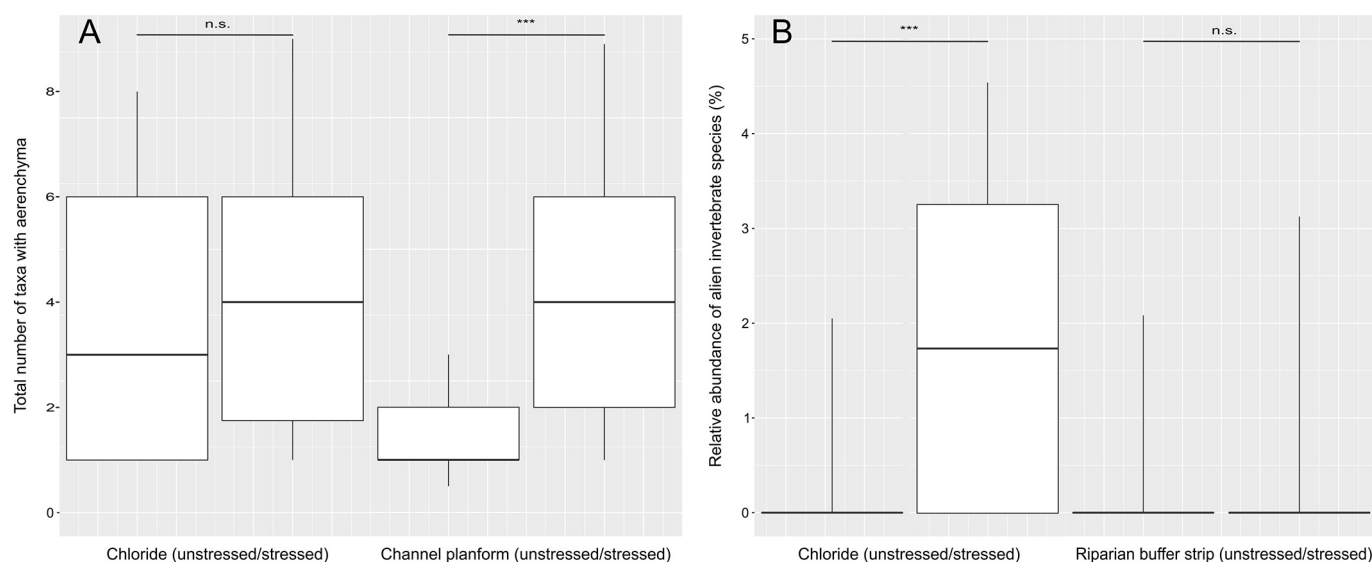 A
n.s.
***
8
6
4
2
0
Total number of taxa with aerenchyma
Chloride (unstressed/stressed)
Channel planform (unstressed/stressed)
B
***
n.s.
5
4
3
2
1
0
Relative abundance of alien invertebrate species (%)
Chloride (unstressed/stressed)
Riparian buffer strip (unstressed/stressed)